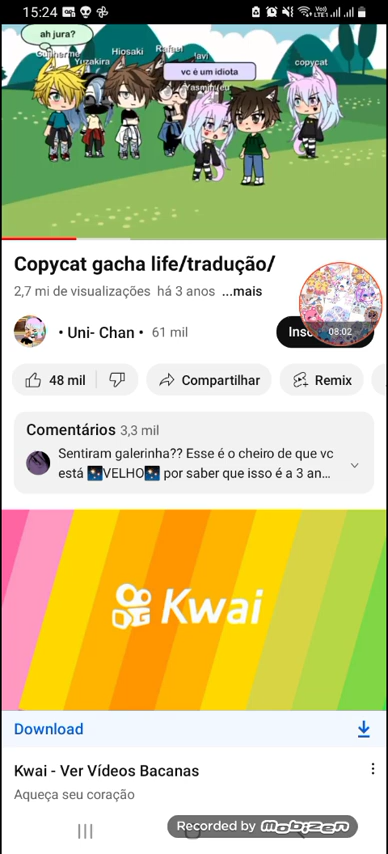 15:24
ah jura?
Guilherme
Yuzakira
Hiosaki
Rafael
vc é um idiota
Yasmin/eu
copycat
Copycat gacha life/tradução/
2,7 mi de visualizações há 3 anos ...mais
• Uni- Chan • 61 mil
Insc
08:02
48 mil
Compartilhar
Remix
Comentários 3,3 mil
Sentiram galerinha?? Esse é o cheiro de que vc
está 🎇VELHO🎇 por saber que isso é a 3 an...
Kwai
Download
Kwai - Ver Vídeos Bacanas
Aqueça seu coração
Recorded by MOBIZEN